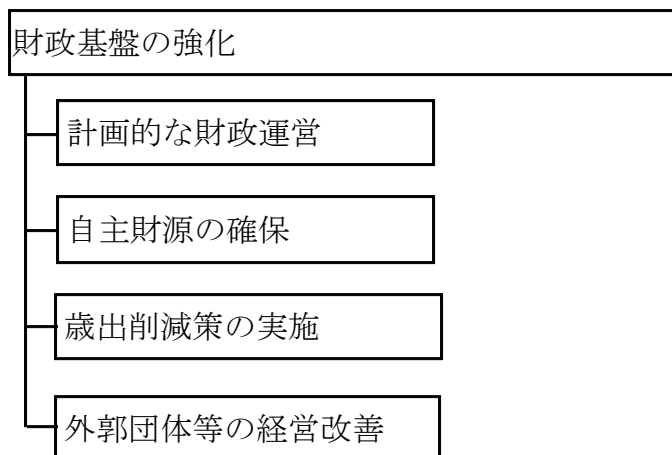 財政基盤の強化
計画的な財政運営
自主財源の確保
歳出削減策の実施
外郭団体等の経営改善